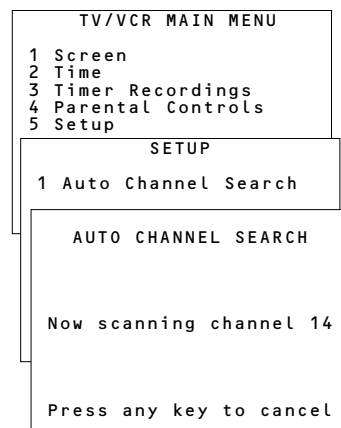 TV/VCR MAIN MENU
1 Screen
2 Time
3 Timer Recordings
4 Parental Controls
5 Setup
SETUP
1 Auto Channel Search
AUTO CHANNEL SEARCH
Now scanning channel 14
Press any key to cancel